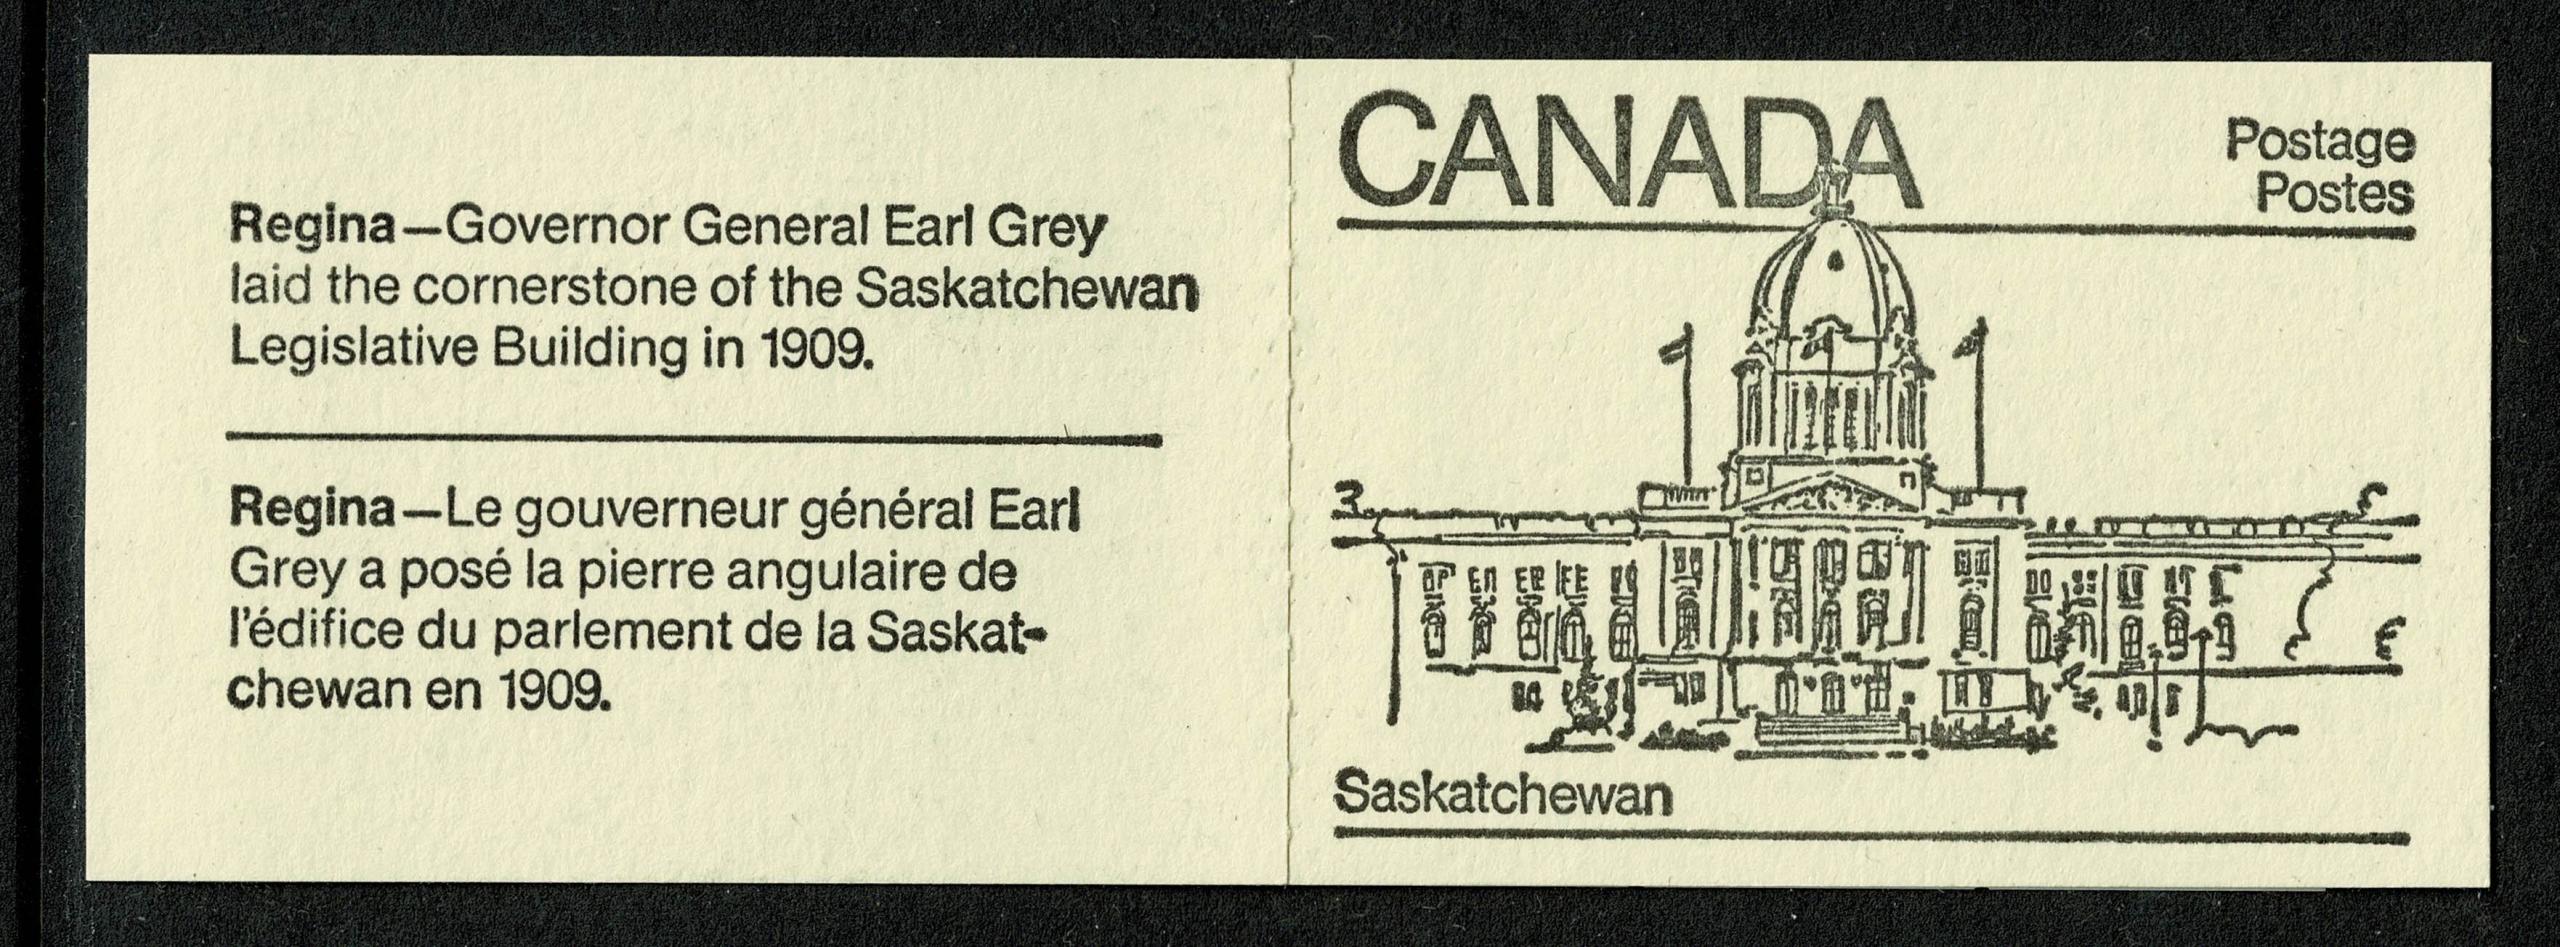 Regina—Governor General Earl Grey
laid the cornerstone of the Saskatchewan
Legislative Building in 1909.
Regina—Le gouverneur général Earl
Grey a posé la pierre angulaire de
l'édifice du parlement de la Saskat-
chewan en 1909.
CANADA
Postage
Postes
Saskatchewan